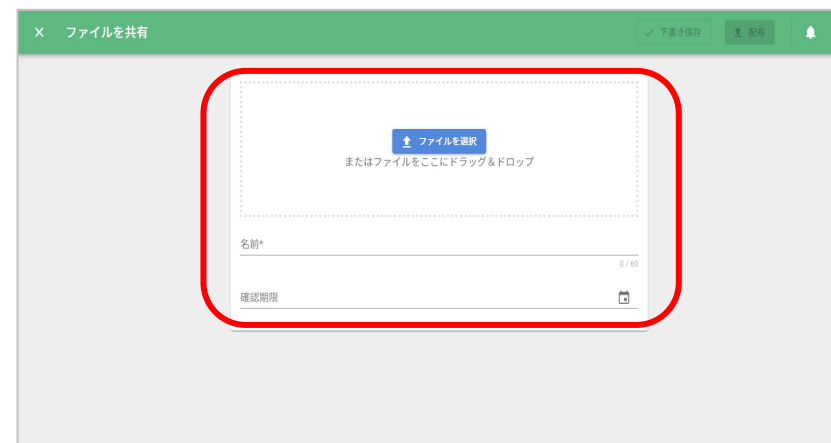 × ファイルを共有 ✓ 下書き保存 配布
ファイルを選択
またはファイルをここにドラッグ&ドロップ
名前*
0 / 60
確認期限